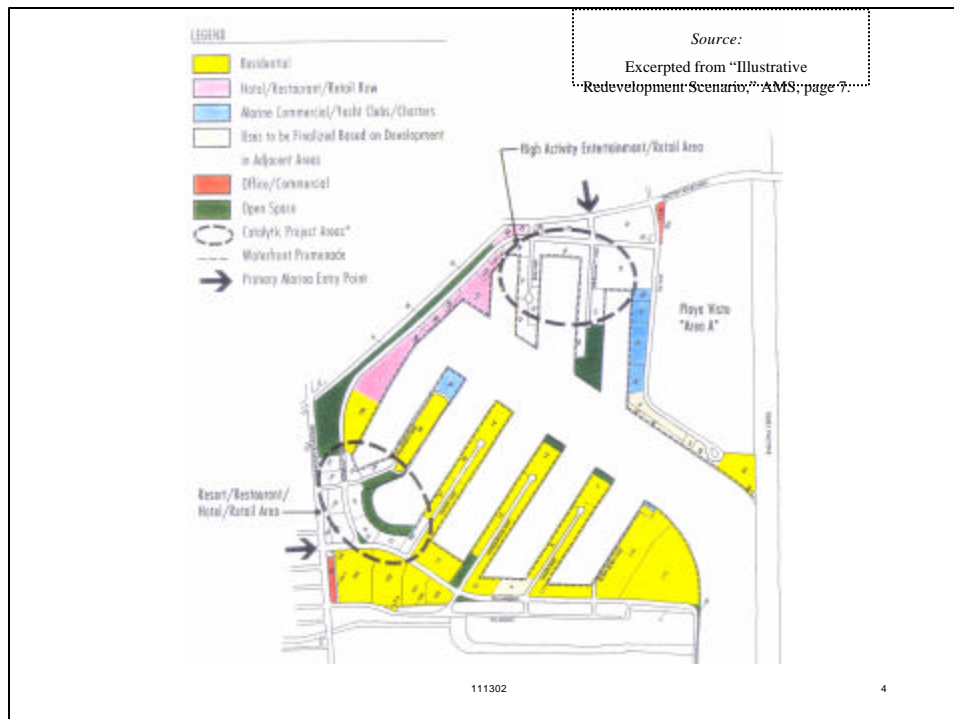 LEGEND
Residential
Hotel/Restaurant/Retail Row
Marine Commercial/Yacht Clubs/Charters
Uses to be Finalized Based on Development
in Adjacent Areas
Office/Commercial
Open Space
Catalytic Project Areas*
Waterfront Promenade
Primary Marina Entry Point
Source:
Excerpted from “Illustrative
Redevelopment Scenario,” AMS, page 7.
High Activity Entertainment/Retail Area
Playa Vista
"Area A"
Resort/Restaurant/
Hotel/Retail Area
111302
4